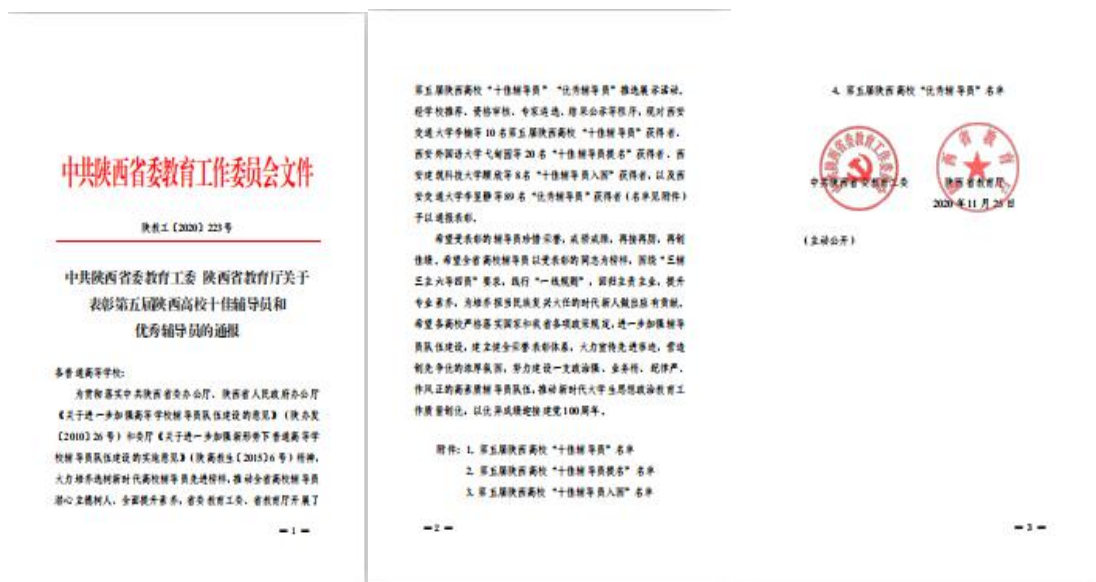 中共陕西省委教育工作委员会文件
陕教工〔2020〕223号
中共陕西省委教育工委 陕西省教育厅关于
表彰第五届陕西高校十佳辅导员和
优秀辅导员的通报
各普通高等学校：
为贯彻落实中共陕西省委办公厅、陕西省人民政府办公厅
《关于进一步加强高等学校辅导员队伍建设的意见》（陕办发
〔2010〕26号）和委厅《关于进一步加强新形势下普通高等学
校辅导员队伍建设的实施意见》（陕高教生〔2015〕6号）精神，
大力培养选树新时代高校辅导员先进榜样，推动全省高校辅导员
潜心立德树人、全面提升素养，省委教育工委、省教育厅开展了
－1－
第五届陕西高校“十佳辅导员”“优秀辅导员”推选展示活动。
经学校推荐、资格审核、专家遴选、结果公示等程序，现对西安
交通大学李楠等10名第五届陕西高校“十佳辅导员”获得者、
西安外国语大学弋甸园等20名“十佳辅导员提名”获得者、西
安建筑科技大学顺欣等8名“十佳辅导员入围”获得者，以及西
安交通大学李昱静等89名“优秀辅导员”获得者（名单见附件）
予以通报表彰。
希望受表彰的辅导员珍惜荣誉，戒骄戒躁，再接再厉，再创
佳绩。希望全省高校辅导员以受表彰的同志为榜样，围绕“三辅
三主六等四责”要求，践行“一线规则”，回归主责主业，提升
专业素养，为培养担当民族复兴大任的时代新人做出应有贡献。
希望各高校严格落实国家和我省各项政策规定，进一步加强辅导
员队伍建设，建立健全荣誉表彰体系，大力宣传先进事迹，营造
创先争优的浓厚氛围，努力建设一支政治强、业务精、纪律严、
作风正的高素质辅导员队伍，推动新时代大学生思想政治教育工
作质量创优，以优异成绩迎接建党100周年。
附件：1. 第五届陕西高校“十佳辅导员”名单
2. 第五届陕西高校“十佳辅导员提名”名单
3. 第五届陕西高校“十佳辅导员入围”名单
－2－
4. 第五届陕西高校“优秀辅导员”名单
中共陕西省委教育工委 陕西省教育厅
2020年11月25日
（主动公开）
－3－